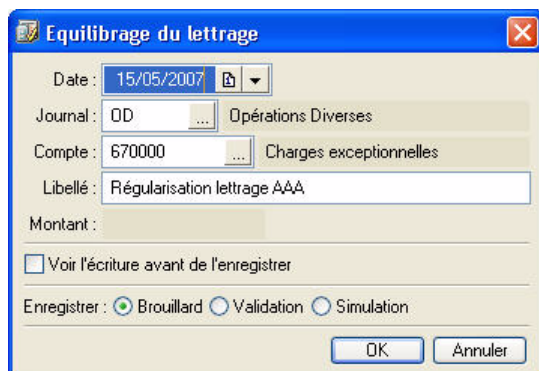 Equilibrage du lettrage
Date : 15/05/2007
Journal : OD ... Opérations Diverses
Compte : 670000 ... Charges exceptionnelles
Libellé : Régularisation lettrage AAA
Montant :
Voir l'écriture avant de l'enregistrer
Enregistrer : Brouillard Validation Simulation
OK Annuler